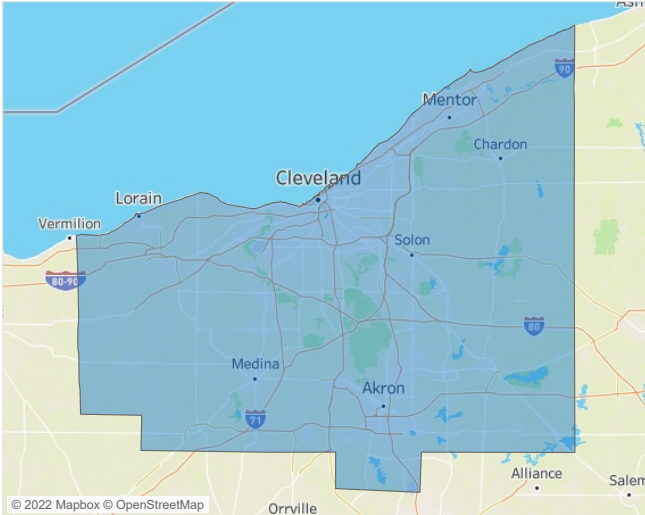 Ash
90
Mentor
Chardon
Cleveland
Lorain
Vermilion
Solon
80-90
80
Medina
Akron
71
Alliance
Salem
Orrville
© 2022 Mapbox © OpenStreetMap